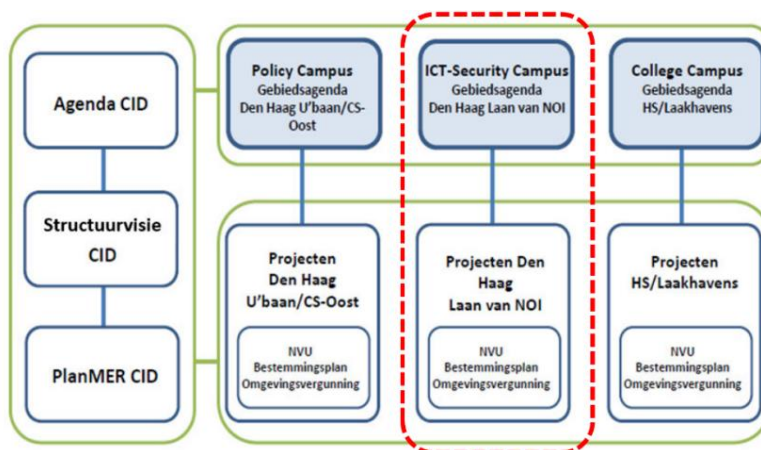 Agenda CID
Structuurvisie
CID
PlanMER CID
Policy Campus
Gebiedsagenda
Den Haag U'baan/CS-
Oost
ICT-Security Campus
Gebiedsagenda
Den Haag Laan van NOI
College Campus
Gebiedsagenda
HS/Laakhavens
Projecten
Den Haag
U'baan/CS-Oost
NVU
Bestemmingsplan
Omgevingsvergunning
Projecten Den
Haag
Laan van NOI
NVU
Bestemmingsplan
Omgevingsvergunning
Projecten
HS/Laakhavens
NVU
Bestemmingsplan
Omgevingsvergunning